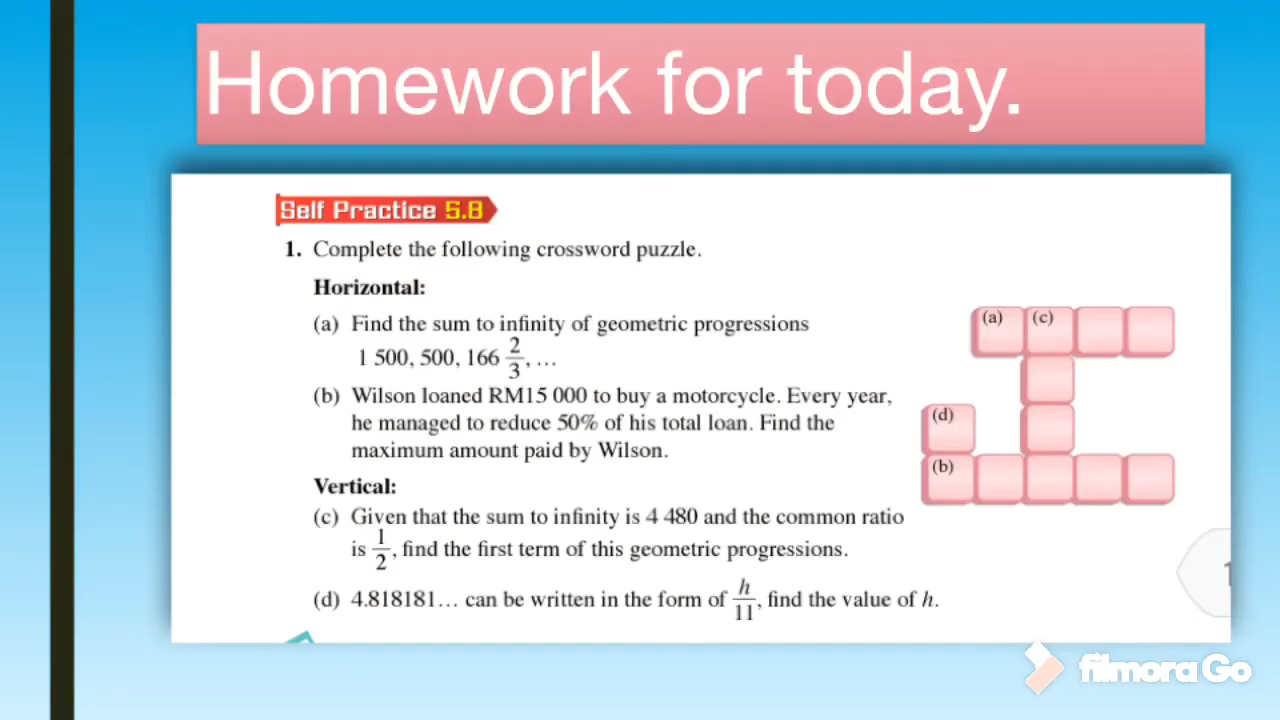 Homework for today.
Self Practice 5.8
1. Complete the following crossword puzzle.
Horizontal:
(a) Find the sum to infinity of geometric progressions
1 500, 500, 166 2/3, …
(b) Wilson loaned RM15 000 to buy a motorcycle. Every year,
he managed to reduce 50% of his total loan. Find the
maximum amount paid by Wilson.
Vertical:
(c) Given that the sum to infinity is 4 480 and the common ratio
is 1/2, find the first term of this geometric progressions.
(d) 4.818181… can be written in the form of h/11, find the value of h.
(a) (c)
(d)
(b)
1
filmora Go